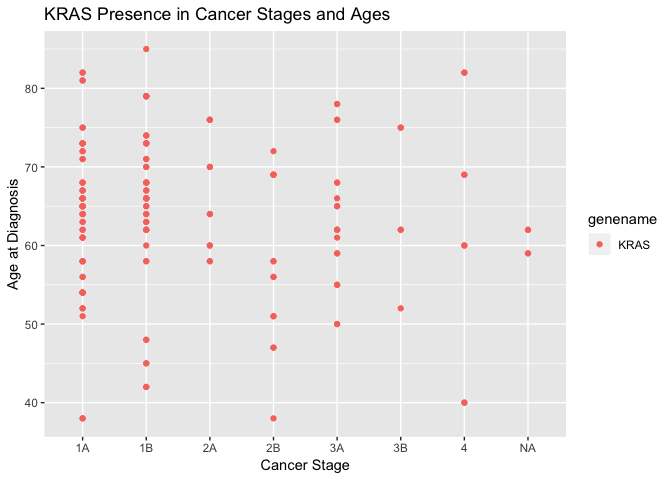 KRAS Presence in Cancer Stages and Ages
Age at Diagnosis
80
70
60
50
40
1A 1B 2A 2B 3A 3B 4 NA
Cancer Stage
genename
KRAS